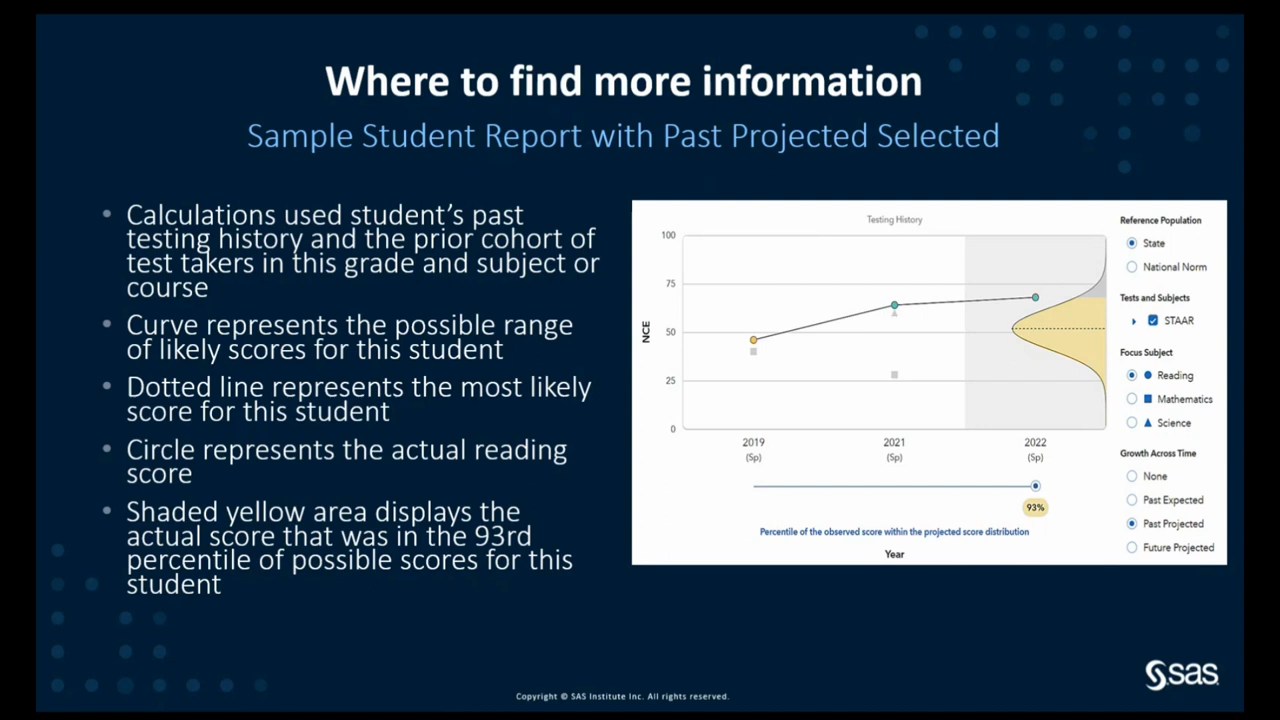 Where to find more information
Sample Student Report with Past Projected Selected
• Calculations used student's past
testing history and the prior cohort of
test takers in this grade and subject or
course
• Curve represents the possible range
of likely scores for this student
• Dotted line represents the most likely
score for this student
• Circle represents the actual reading
score
• Shaded yellow area displays the
actual score that was in the 93rd
percentile of possible scores for this
student
Testing History
100
75
50
25
0
NCE
2019
(Sp)
2021
(Sp)
2022
(Sp)
93%
Percentile of the observed score within the projected score distribution
Year
Reference Population
State
National Norm
Tests and Subjects
STAAR
Focus Subject
Reading
Mathematics
Science
Growth Across Time
None
Past Expected
Past Projected
Future Projected
sas
Copyright © SAS Institute Inc. All rights reserved.